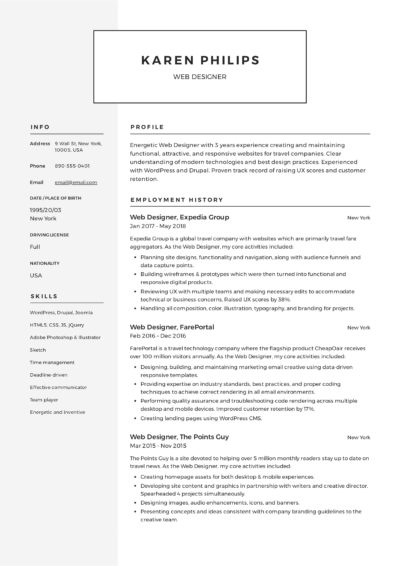 KAREN PHILIPS
WEB DESIGNER
INFO
Address 9 Wall St, New York,
10005, USA
Phone 890-555-0401
Email email@email.com
DATE / PLACE OF BIRTH
1995/20/03
New York
DRIVING LICENSE
Full
NATIONALITY
USA
SKILLS
WordPress, Drupal, Joomla
HTML5, CSS, JS, jQuery
Adobe Photoshop & Illustrator
Sketch
Time management
Deadline-driven
Effective communicator
Team player
Energetic and inventive
PROFILE
Energetic Web Designer with 3 years experience creating and maintaining
functional, attractive, and responsive websites for travel companies. Clear
understanding of modern technologies and best design practices. Experienced
with WordPress and Drupal. Proven track record of raising UX scores and customer
retention.
EMPLOYMENT HISTORY
Web Designer, Expedia Group New York
Jan 2017 - May 2018
Expedia Group is a global travel company with websites which are primarily travel fare
aggregators. As the Web Designer, my core activities included:
• Planning site designs, functionality and navigation, along with audience funnels and
data capture points.
• Building wireframes & prototypes which were then turned into functional and
responsive digital products.
• Reviewing UX with multiple teams and making necessary edits to accommodate
technical or business concerns. Raised UX scores by 38%.
• Handling all composition, color, illustration, typography, and branding for projects.
Web Designer, FarePortal New York
Feb 2016 - Dec 2016
FarePortal is a travel technology company where the flagship product CheapOair receives
over 100 million visitors annually. As the Web Designer, my core activities included:
• Designing, building, and maintaining marketing email creative using data-driven
responsive templates.
• Providing expertise on industry standards, best practices, and proper coding
techniques to achieve correct rendering in all email environments.
• Performing quality assurance and troubleshooting code rendering across multiple
desktop and mobile devices. Improved customer retention by 17%.
• Creating landing pages using WordPress CMS.
Web Designer, The Points Guy New York
Mar 2015 - Nov 2015
The Points Guy is a site devoted to helping over 5 million monthly readers stay up to date on
travel news. As the Web Designer, my core activities included:
• Creating homepage assets for both desktop & mobile experiences.
• Developing site content and graphics in partnership with writers and creative director.
Spearheaded 4 projects simultaneously.
• Designing images, audio enhancements, icons, and banners.
• Presenting concepts and ideas consistent with company branding guidelines to the
creative team